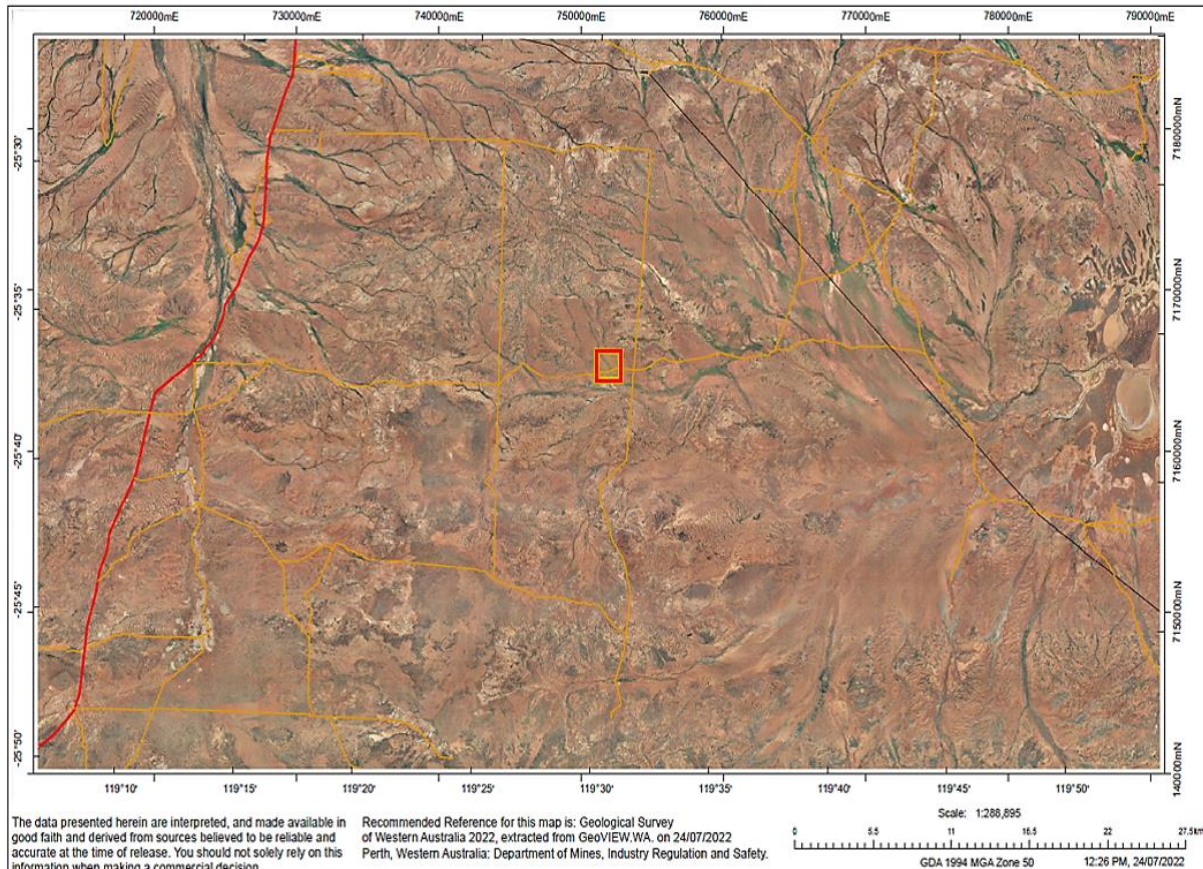 720000mE 730000mE 740000mE 750000mE 760000mE 770000mE 780000mE 790000mE
-25°30'
-25°35'
-25°40'
-25°45'
-25°50'
7180000mN
7170000mN
7160000mN
7150000mN
140000mN
119°10' 119°15' 119°20' 119°25' 119°30' 119°35' 119°40' 119°45' 119°50'
The data presented herein are interpreted, and made available in
good faith and derived from sources believed to be reliable and
accurate at the time of release. You should not solely rely on this
information when making a commercial decision
Recommended Reference for this map is: Geological Survey
of Western Australia 2022, extracted from GeoVIEW.WA. on 24/07/2022
Perth, Western Australia: Department of Mines, Industry Regulation and Safety.
Scale: 1:288,895
0 5.5 11 16.5 22 27.5km
GDA 1994 MGA Zone 50 12:26 PM, 24/07/2022